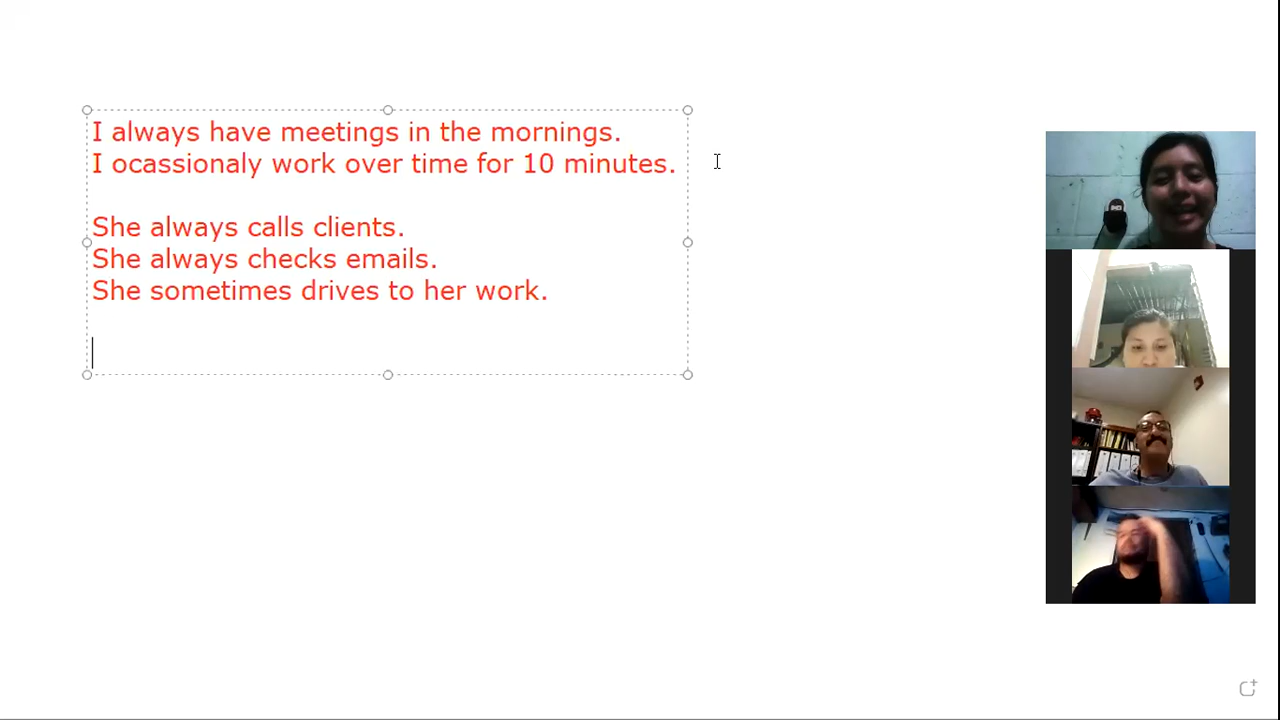 I always have meetings in the mornings.
I ocassionaly work over time for 10 minutes.
She always calls clients.
She always checks emails.
She sometimes drives to her work.